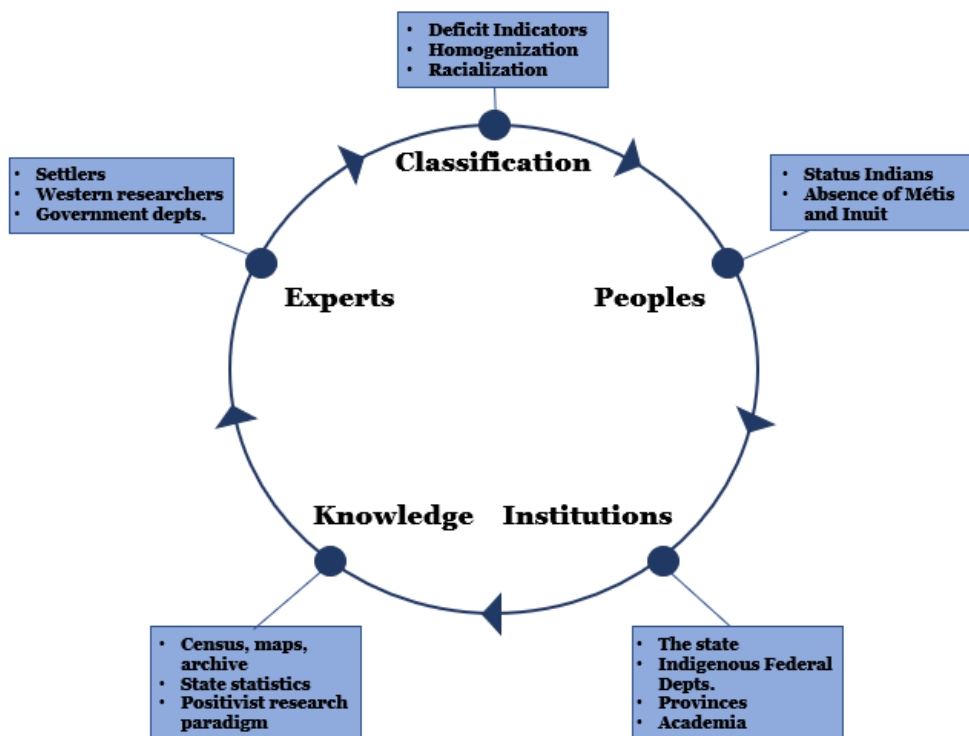 • Deficit Indicators
• Homogenization
• Racialization
Classification
• Settlers
• Western researchers
• Government depts.
• Status Indians
• Absence of Métis
and Inuit
Experts
Peoples
Knowledge
Institutions
• Census, maps,
archive
• State statistics
• Positivist research
paradigm
• The state
• Indigenous Federal
Depts.
• Provinces
• Academia